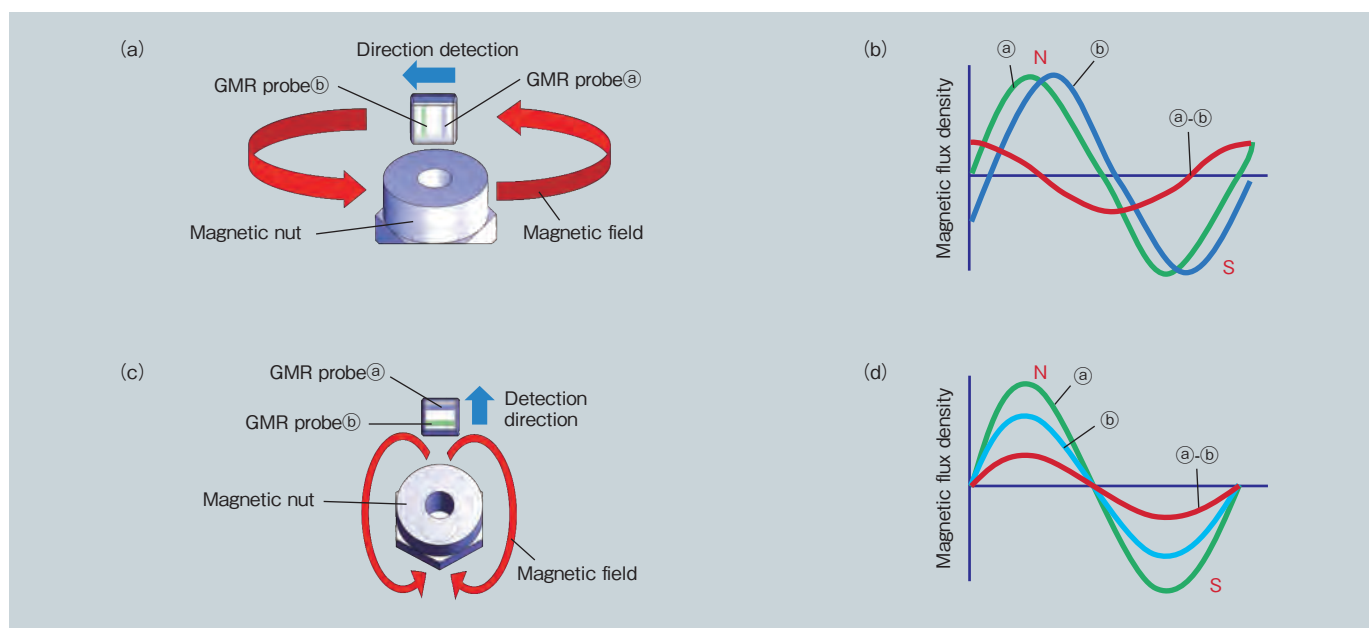 (a)
Direction detection
GMR probeⓑ
GMR probeⓐ
Magnetic nut
Magnetic field
(b)
Magnetic flux density
ⓐ
N
ⓑ
ⓐ-ⓑ
S
(c)
GMR probeⓐ
GMR probeⓑ
Detection
direction
Magnetic nut
Magnetic field
(d)
Magnetic flux density
N
ⓐ
ⓑ
ⓐ-ⓑ
S